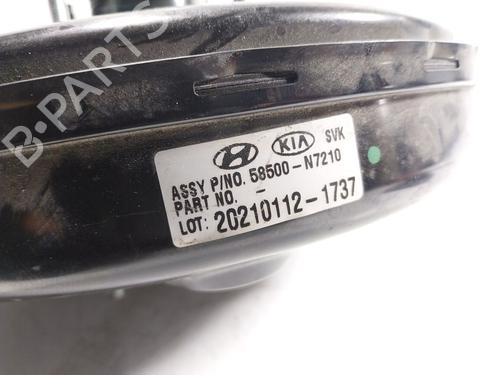 B-PARTS
KIA SVK
ASSY P/NO. 58500-N7210
PART NO. -
LOT: 20210112-1737